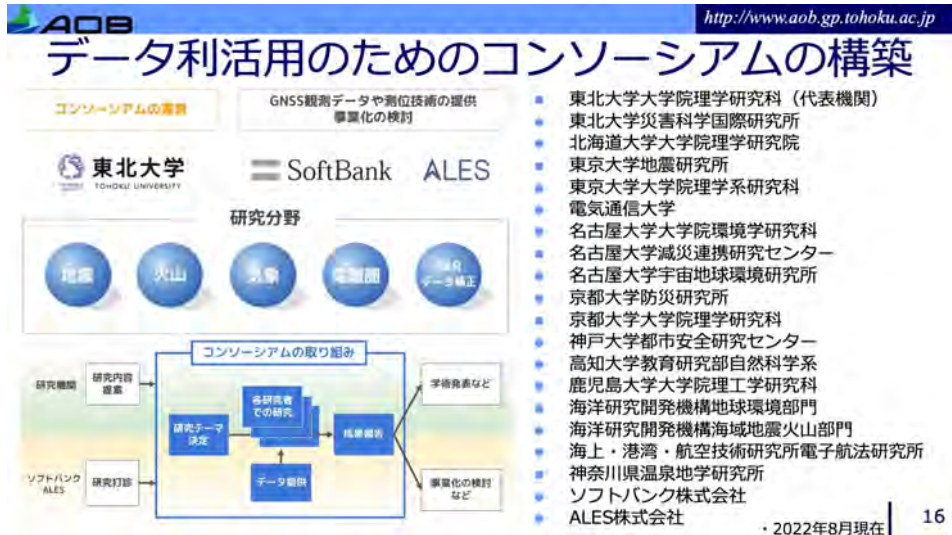 AOB
http://www.aob.gp.tohoku.ac.jp
データ利活用のためのコンソーシアムの構築
コンソーシアムの運営
GNSS観測データや測位技術の提供
事業化の検討
東北大学
TOHOKU UNIVERSITY
SoftBank
ALES
研究分野
地震
火山
気象
電離圏
データ補正
コンソーシアムの取り組み
研究機関
研究内容
提案
ソフトバンク
ALES
研究打診
研究テーマ
決定
各研究者
での研究
データ提供
成果報告
学術発表など
事業化の検討
など
東北大学大学院理学研究科（代表機関）
東北大学災害科学国際研究所
北海道大学大学院理学研究院
東京大学地震研究所
東京大学大学院理学系研究科
電気通信大学
名古屋大学大学院環境学研究科
名古屋大学減災連携研究センター
名古屋大学宇宙地球環境研究所
京都大学防災研究所
京都大学大学院理学研究科
神戸大学都市安全研究センター
高知大学教育研究部自然科学系
鹿児島大学大学院理工学研究科
海洋研究開発機構地球環境部門
海洋研究開発機構海域地震火山部門
海上・港湾・航空技術研究所電子航法研究所
神奈川県温泉地学研究所
ソフトバンク株式会社
ALES株式会社
・2022年8月現在
16